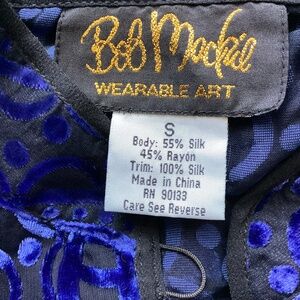 Bob Mackie
WEARABLE ART
S
Body: 55% Silk
45% Rayon
Trim: 100% Silk
Made in China
RN 90133
Care See Reverse